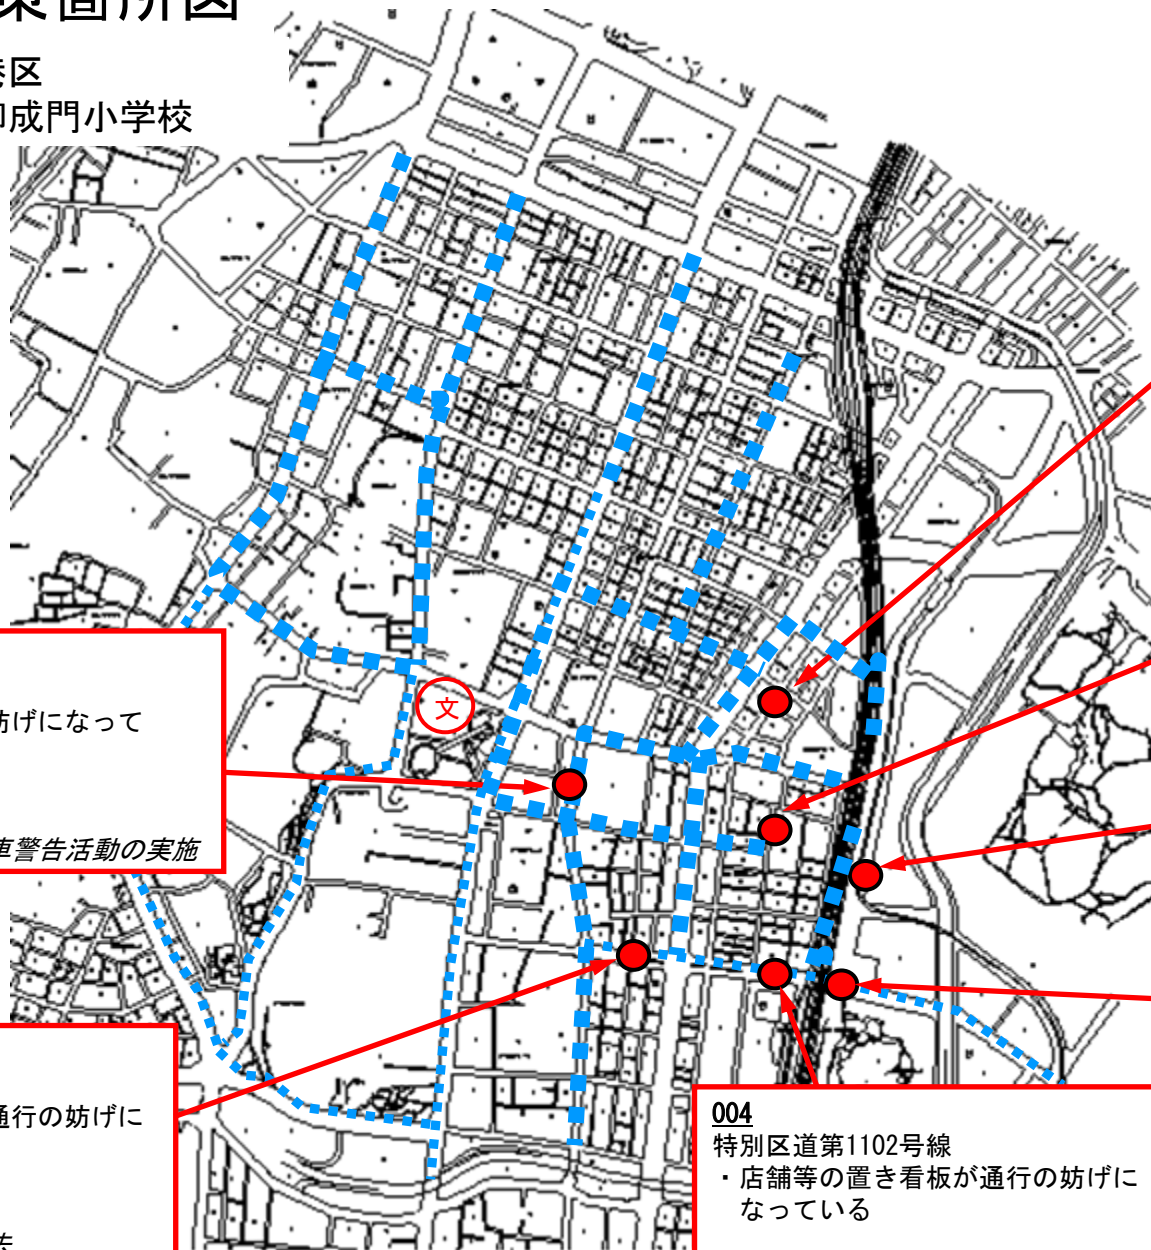 策箇所図
港区
御成門小学校
文
妨げになって
車警告活動の実施
通行の妨げに
004
特別区道第1102号線
・店舗等の置き看板が通行の妨げに
なっている